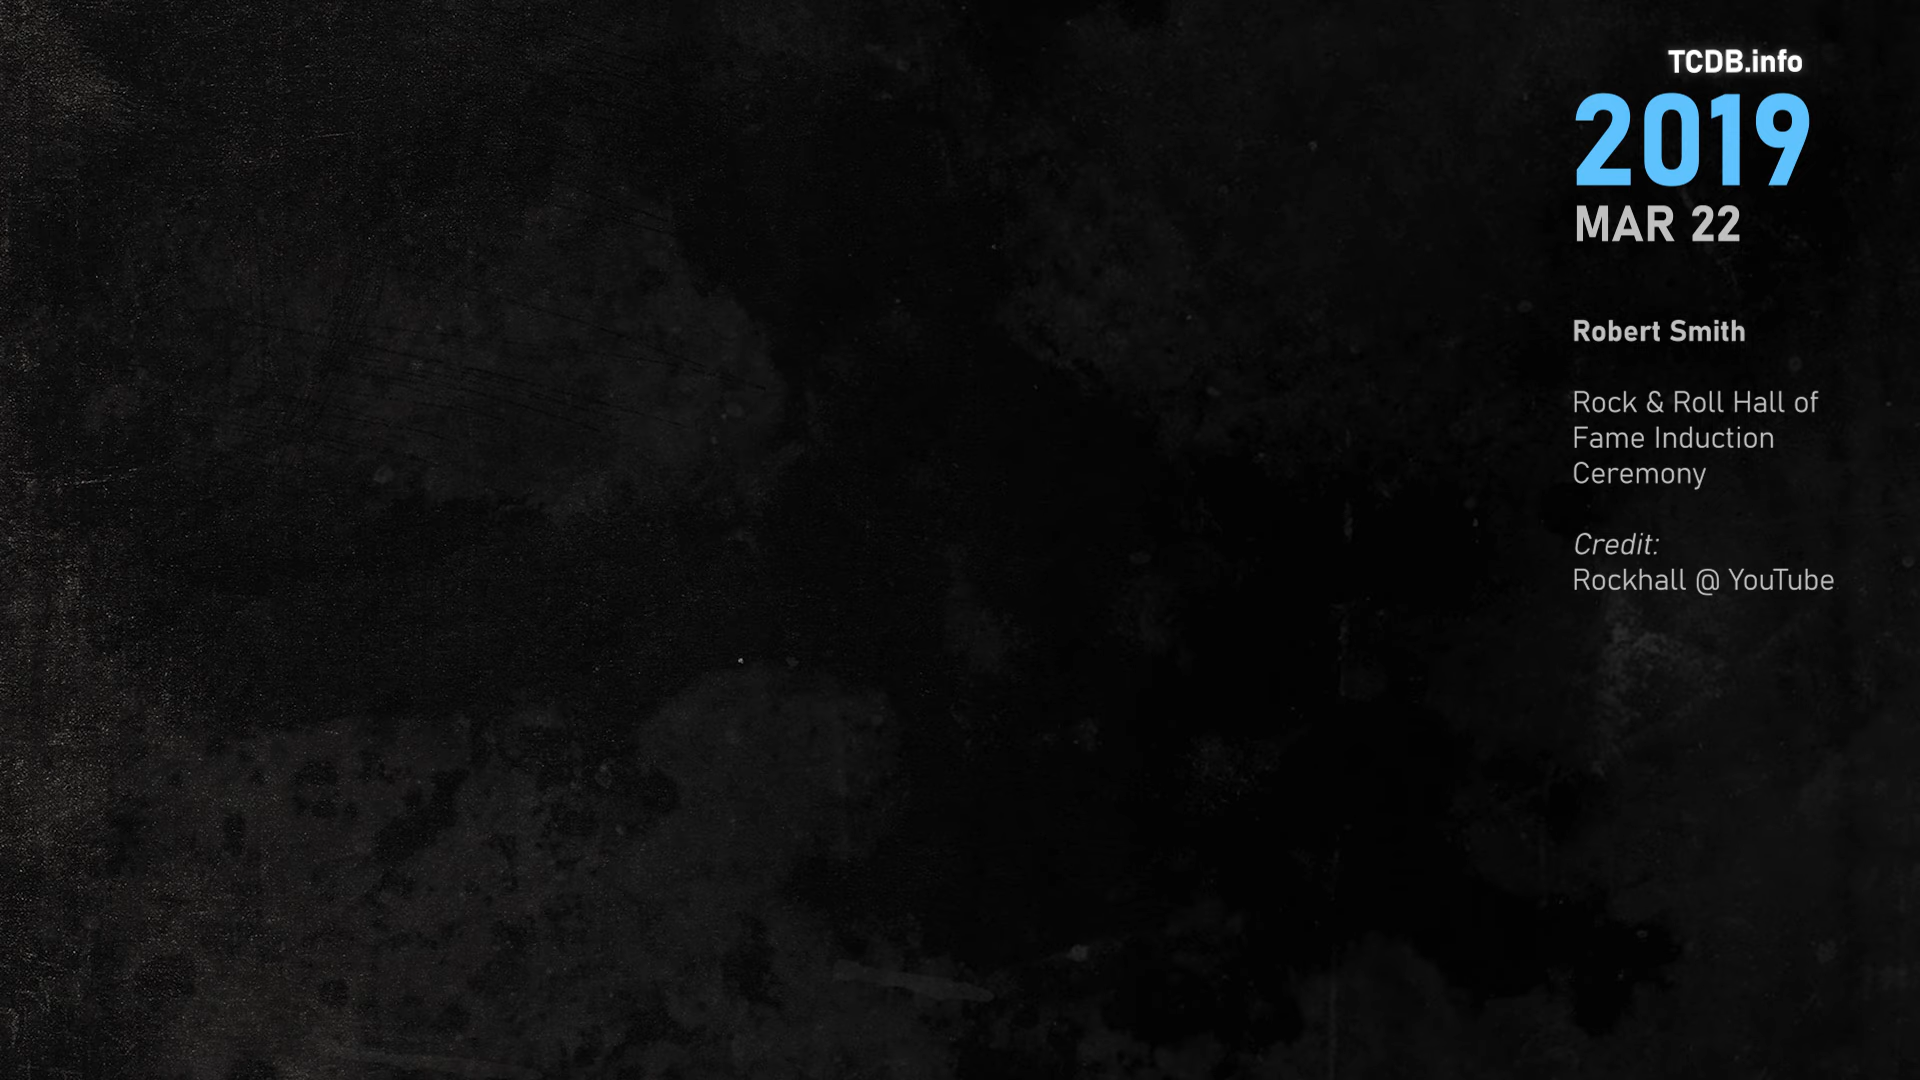 TCDB.info
2019
MAR 22
Robert Smith
Rock & Roll Hall of
Fame Induction
Ceremony
Credit:
Rockhall @ YouTube